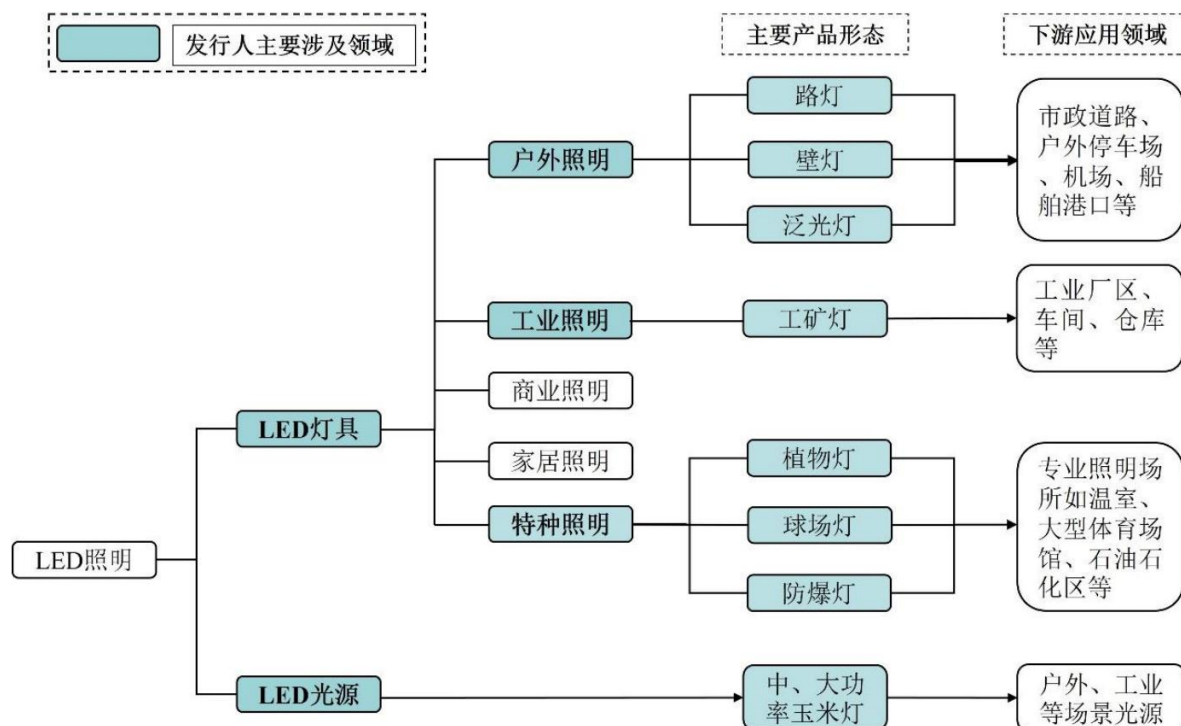 发行人主要涉及领域
主要产品形态
下游应用领域
路灯
户外照明
壁灯
泛光灯
市政道路、
户外停车场
、机场、船
舶港口等
工业照明
工矿灯
工业厂区、
车间、仓库
等
商业照明
LED灯具
家居照明
植物灯
特种照明
球场灯
防爆灯
专业照明场
所如温室、
大型体育场
馆、石油石
化区等
LED照明
LED光源
中、大功
率玉米灯
户外、工业
等场景光源